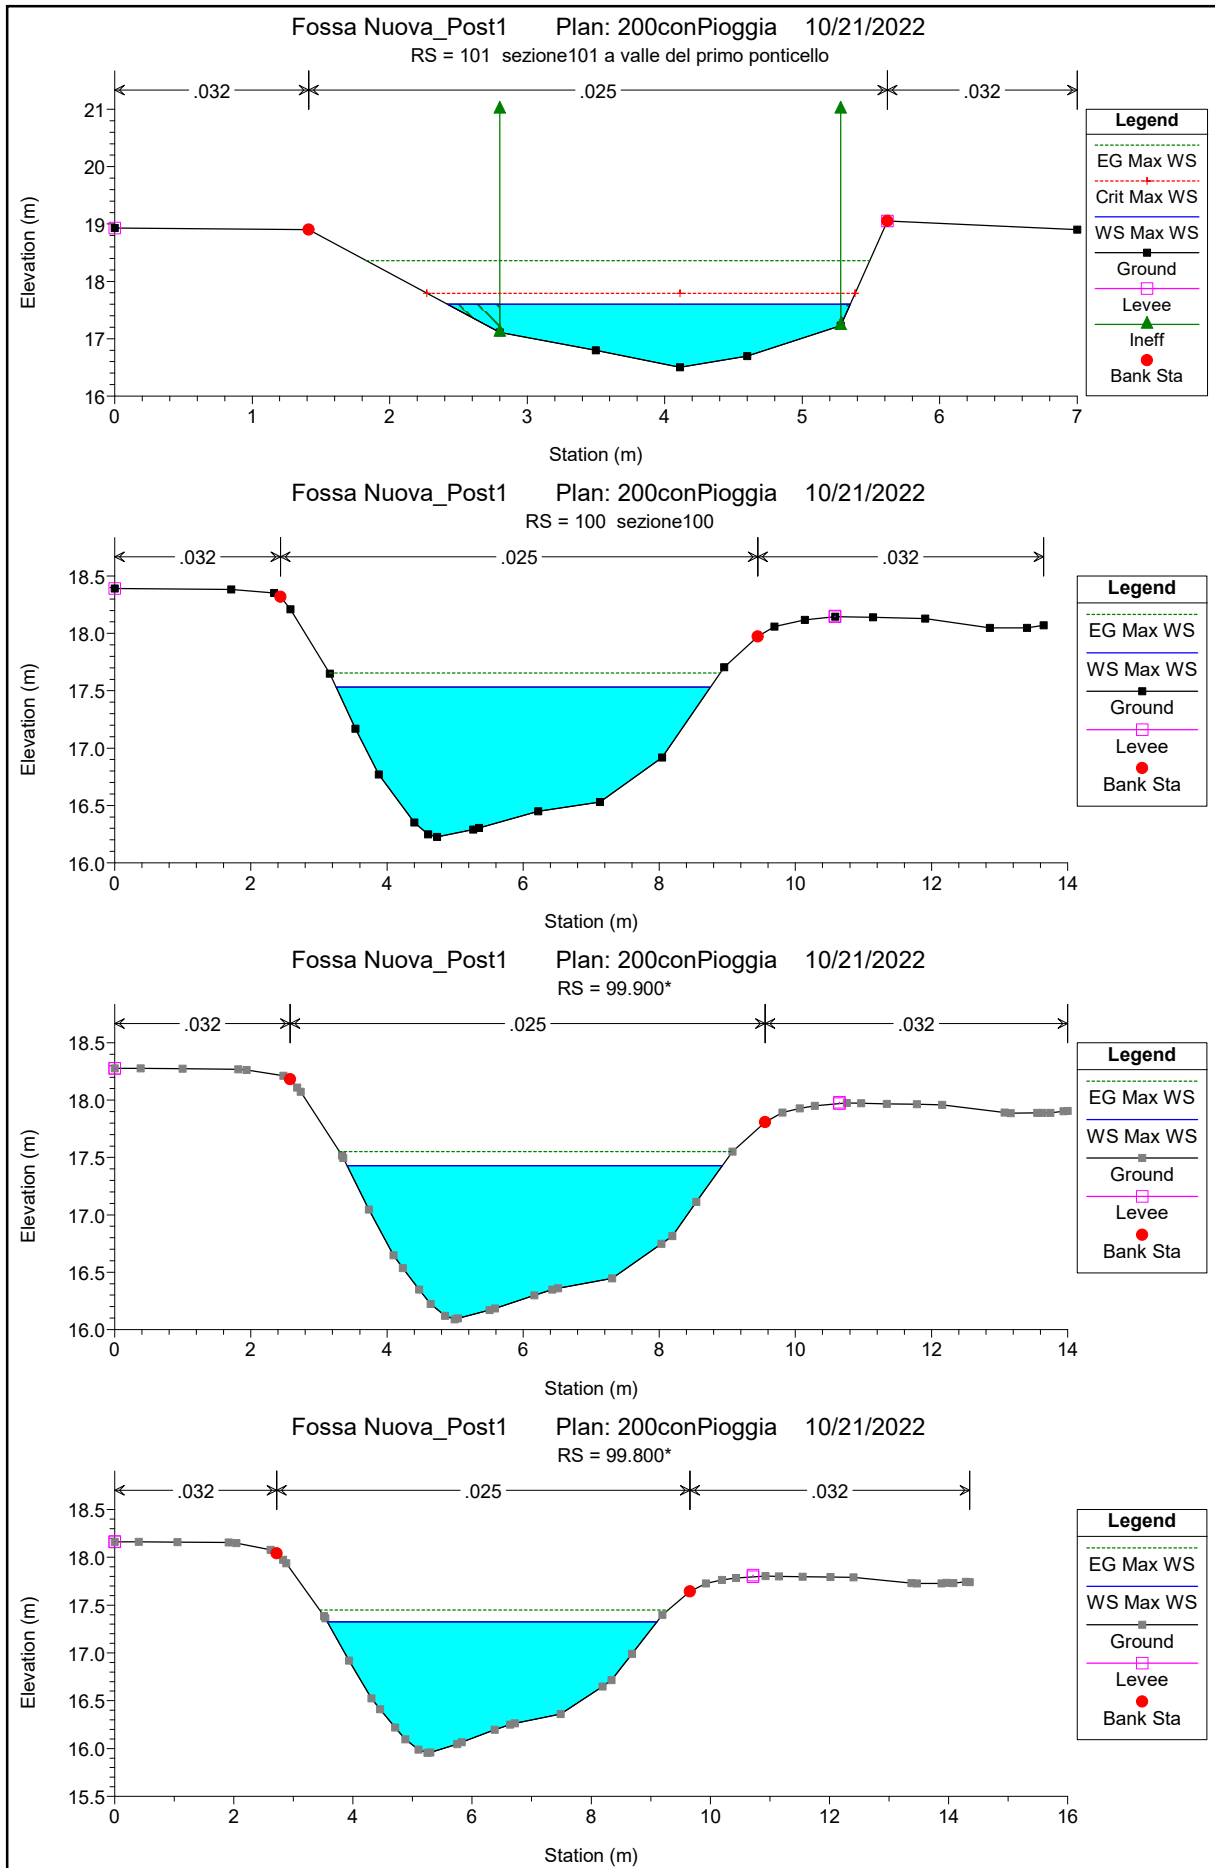 Fossa Nuova_Post1 Plan: 200conPioggia 10/21/2022
RS = 101 sezione101 a valle del primo ponticello
.032 .025 .032
21
20
19
18
17
16
0 1 2 3 4 5 6 7
Elevation (m)
Station (m)
Legend
EG Max WS
Crit Max WS
WS Max WS
Ground
Levee
Ineff
Bank Sta
Fossa Nuova_Post1 Plan: 200conPioggia 10/21/2022
RS = 100 sezione100
.032 .025 .032
18.5
18.0
17.5
17.0
16.5
16.0
0 2 4 6 8 10 12 14
Elevation (m)
Station (m)
Legend
EG Max WS
WS Max WS
Ground
Levee
Bank Sta
Fossa Nuova_Post1 Plan: 200conPioggia 10/21/2022
RS = 99.900*
.032 .025 .032
18.5
18.0
17.5
17.0
16.5
16.0
0 2 4 6 8 10 12 14
Elevation (m)
Station (m)
Legend
EG Max WS
WS Max WS
Ground
Levee
Bank Sta
Fossa Nuova_Post1 Plan: 200conPioggia 10/21/2022
RS = 99.800*
.032 .025 .032
18.5
18.0
17.5
17.0
16.5
16.0
15.5
0 2 4 6 8 10 12 14 16
Elevation (m)
Station (m)
Legend
EG Max WS
WS Max WS
Ground
Levee
Bank Sta